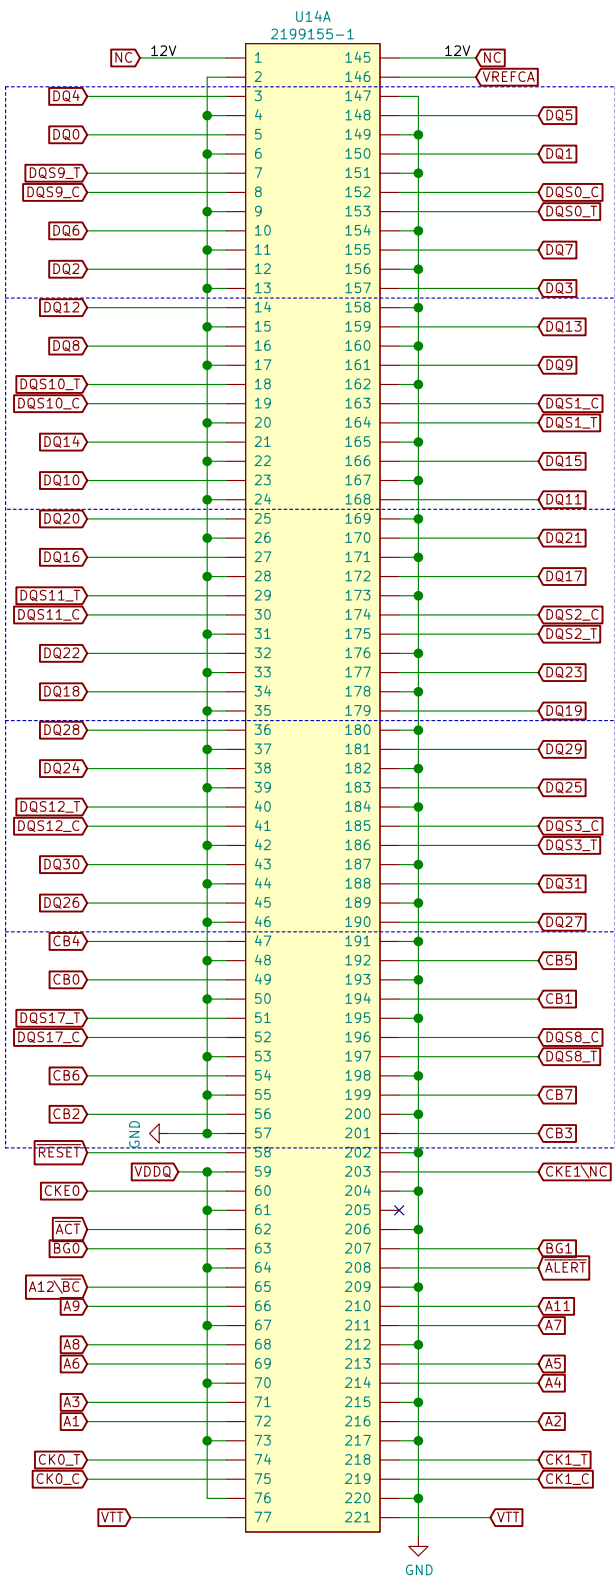 U14A
2199155-1
NC 12V 1 145 12V NC
2 146 VREFCA
DQ4 3 147
4 148 DQ5
DQ0 5 149
6 150 DQ1
DQS9_T 7 151
DQS9_C 8 152 DQS0_C
9 153 DQS0_T
DQ6 10 154
11 155 DQ7
DQ2 12 156
13 157 DQ3
DQ12 14 158
15 159 DQ13
DQ8 16 160
17 161 DQ9
DQS10_T 18 162
DQS10_C 19 163 DQS1_C
20 164 DQS1_T
DQ14 21 165
22 166 DQ15
DQ10 23 167
24 168 DQ11
DQ20 25 169
26 170 DQ21
DQ16 27 171
28 172 DQ17
DQS11_T 29 173
DQS11_C 30 174 DQS2_C
31 175 DQS2_T
DQ22 32 176
33 177 DQ23
DQ18 34 178
35 179 DQ19
DQ28 36 180
37 181 DQ29
DQ24 38 182
39 183 DQ25
DQS12_T 40 184
DQS12_C 41 185 DQS3_C
42 186 DQS3_T
DQ30 43 187
44 188 DQ31
DQ26 45 189
46 190 DQ27
CB4 47 191
48 192 CB5
CB0 49 193
50 194 CB1
DQS17_T 51 195
DQS17_C 52 196 DQS8_C
53 197 DQS8_T
CB6 54 198
55 199 CB7
CB2 56 200
GND 57 201 CB3
RESET 58 202
VDDQ 59 203 CKE1\NC
CKE0 60 204
61 205
ACT 62 206
BG0 63 207 BG1
64 208 ALERT
A12\BC 65 209
A9 66 210 A11
67 211 A7
A8 68 212
A6 69 213 A5
70 214 A4
A3 71 215
A1 72 216 A2
73 217
CK0_T 74 218 CK1_T
CK0_C 75 219 CK1_C
76 220
VTT 77 221 VTT
GND